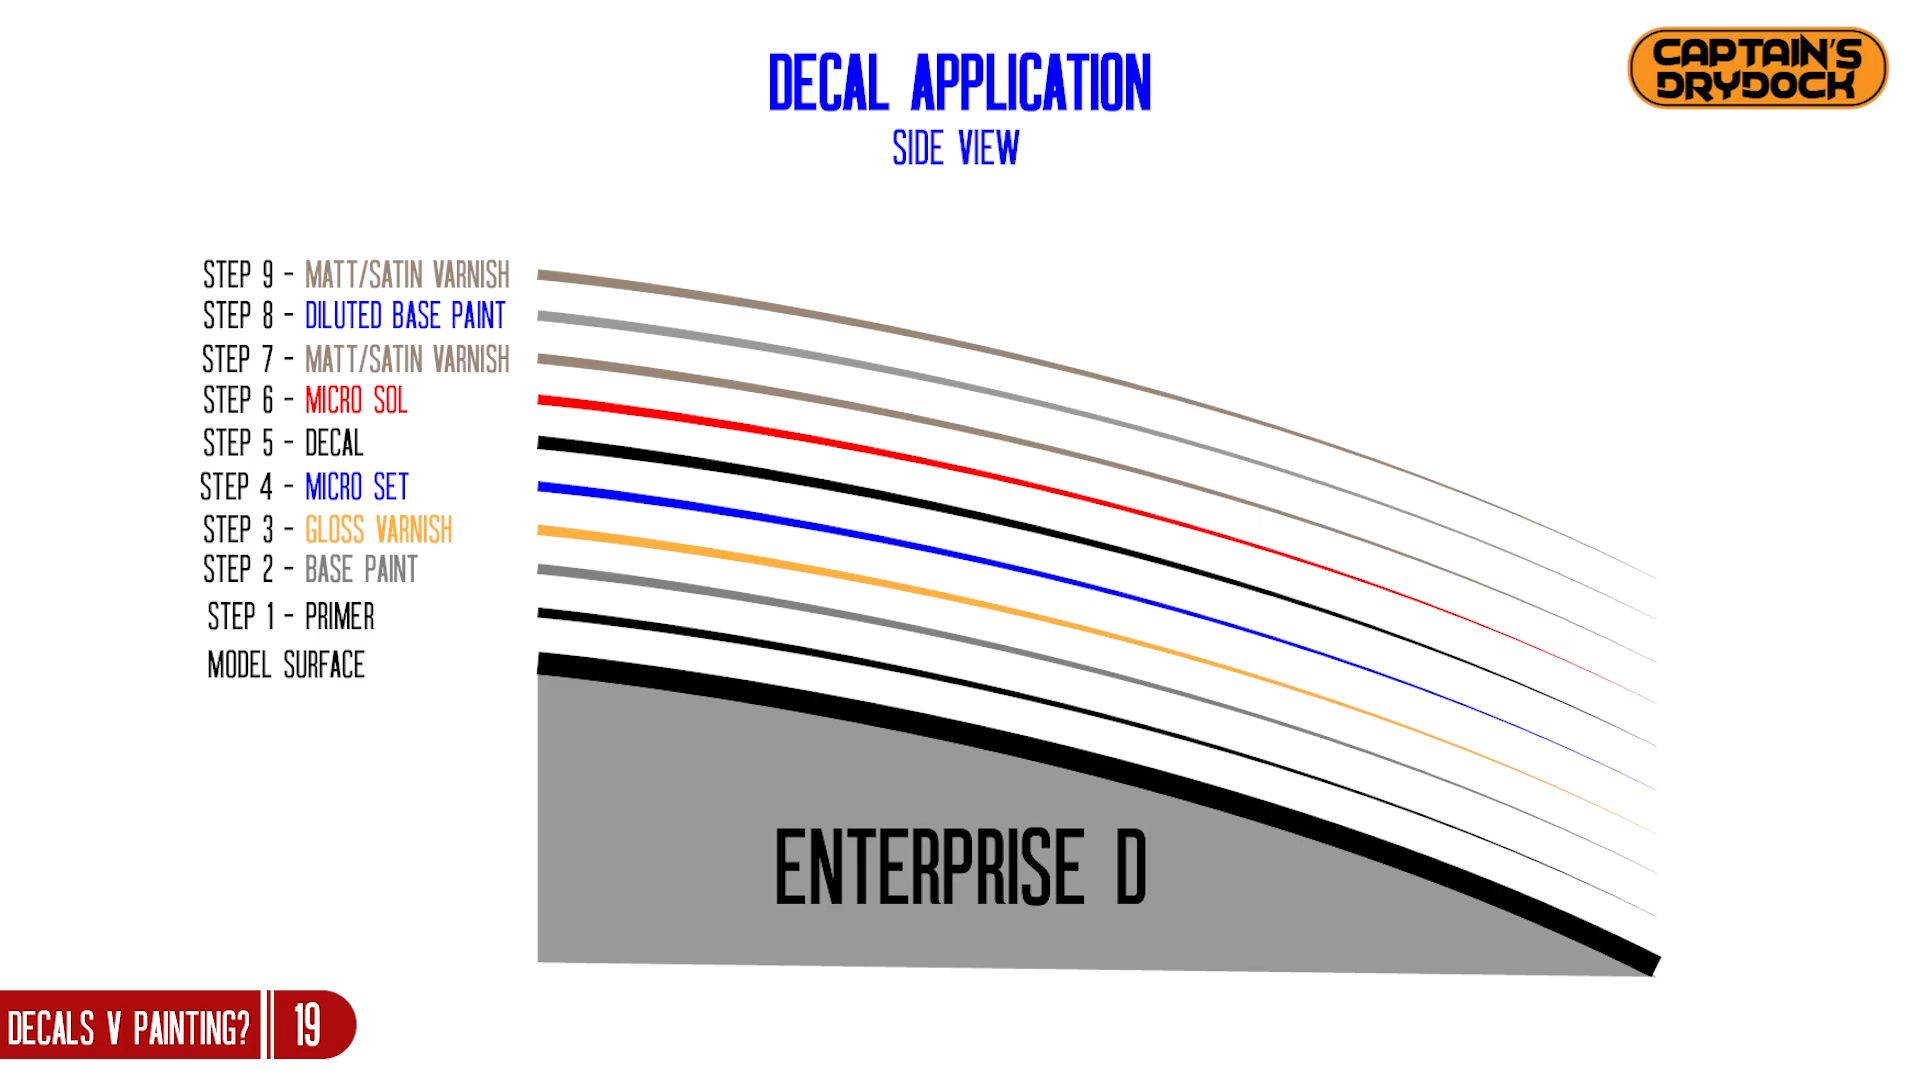 DECAL APPLICATION
SIDE VIEW
CAPTAIN'S
DRYDOCK
STEP 9 - MATT/SATIN VARNISH
STEP 8 - DILUTED BASE PAINT
STEP 7 - MATT/SATIN VARNISH
STEP 6 - MICRO SOL
STEP 5 - DECAL
STEP 4 - MICRO SET
STEP 3 - GLOSS VARNISH
STEP 2 - BASE PAINT
STEP 1 - PRIMER
MODEL SURFACE
ENTERPRISE D
DECALS V PAINTING? 19